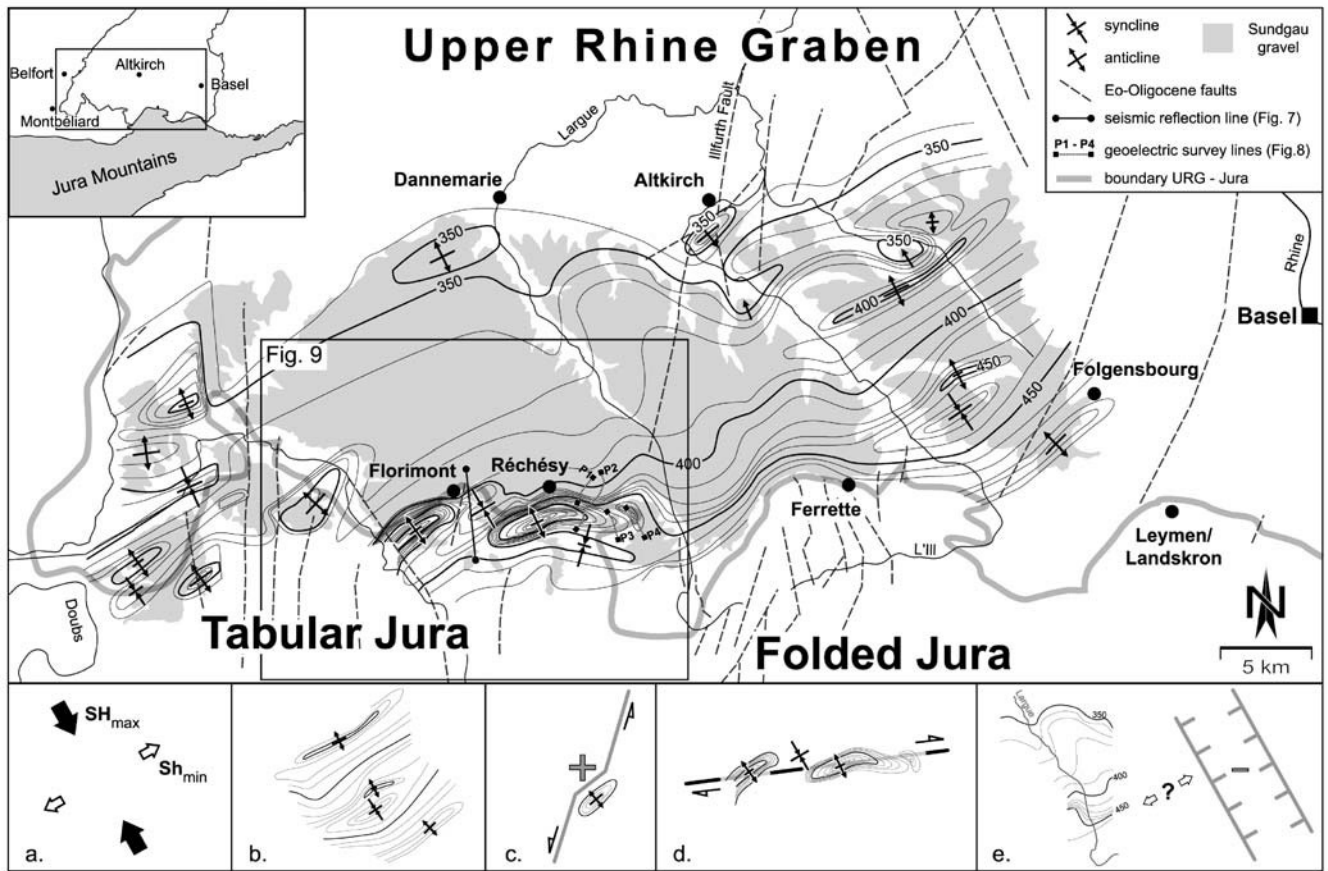 Upper Rhine Graben
Belfort
Altkirch
Basel
Montbéliard
Jura Mountains
syncline
anticline
Sundgau
gravel
Eo-Oligocene faults
seismic reflection line (Fig. 7)
P1 - P4
geoelectric survey lines (Fig.8)
boundary URG - Jura
Largue
Illfurth Fault
Dannemarie
Altkirch
350
350
350
350
350
400
400
450
450
400
Rhine
Basel
Fig. 9
Folgensbourg
Florimont
Réchésy
P1
P2
P3
P4
Ferrette
L'Ill
Leymen/
Landskron
Doubs
Tabular Jura
Folded Jura
N
5 km
SHmax
Shmin
a.
b.
c.
d.
Largue
350
400
450
?
e.